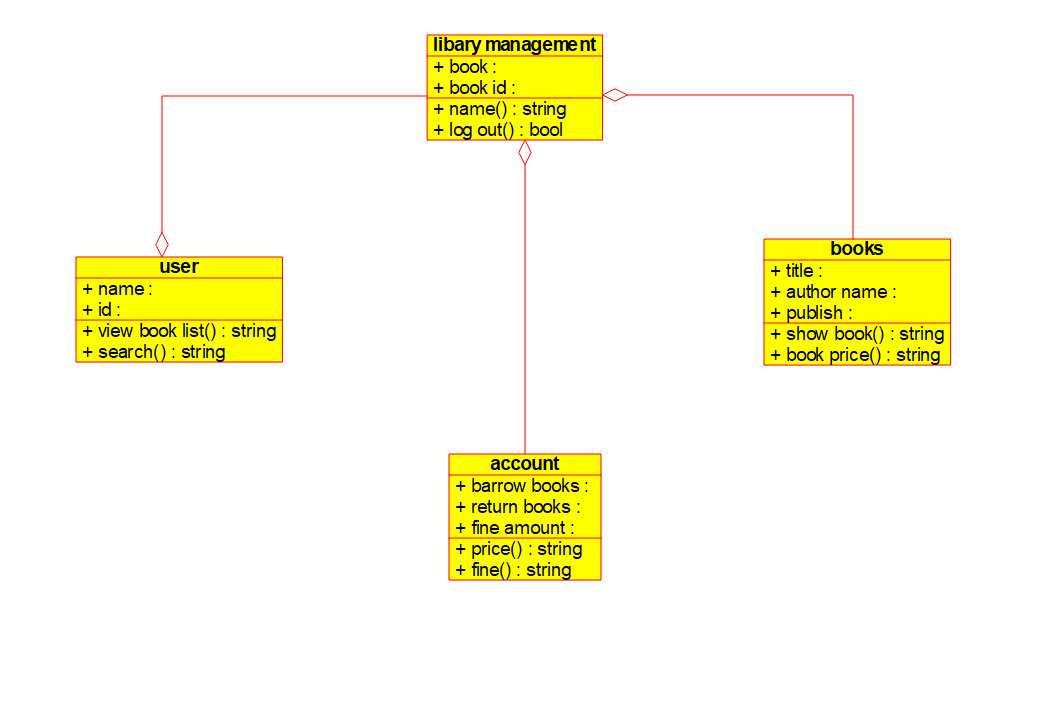 libary management
+ book :
+ book id :
+ name() : string
+ log out() : bool
user
+ name :
+ id :
+ view book list() : string
+ search() : string
books
+ title :
+ author name :
+ publish :
+ show book() : string
+ book price() : string
account
+ barrow books :
+ return books :
+ fine amount :
+ price() : string
+ fine() : string